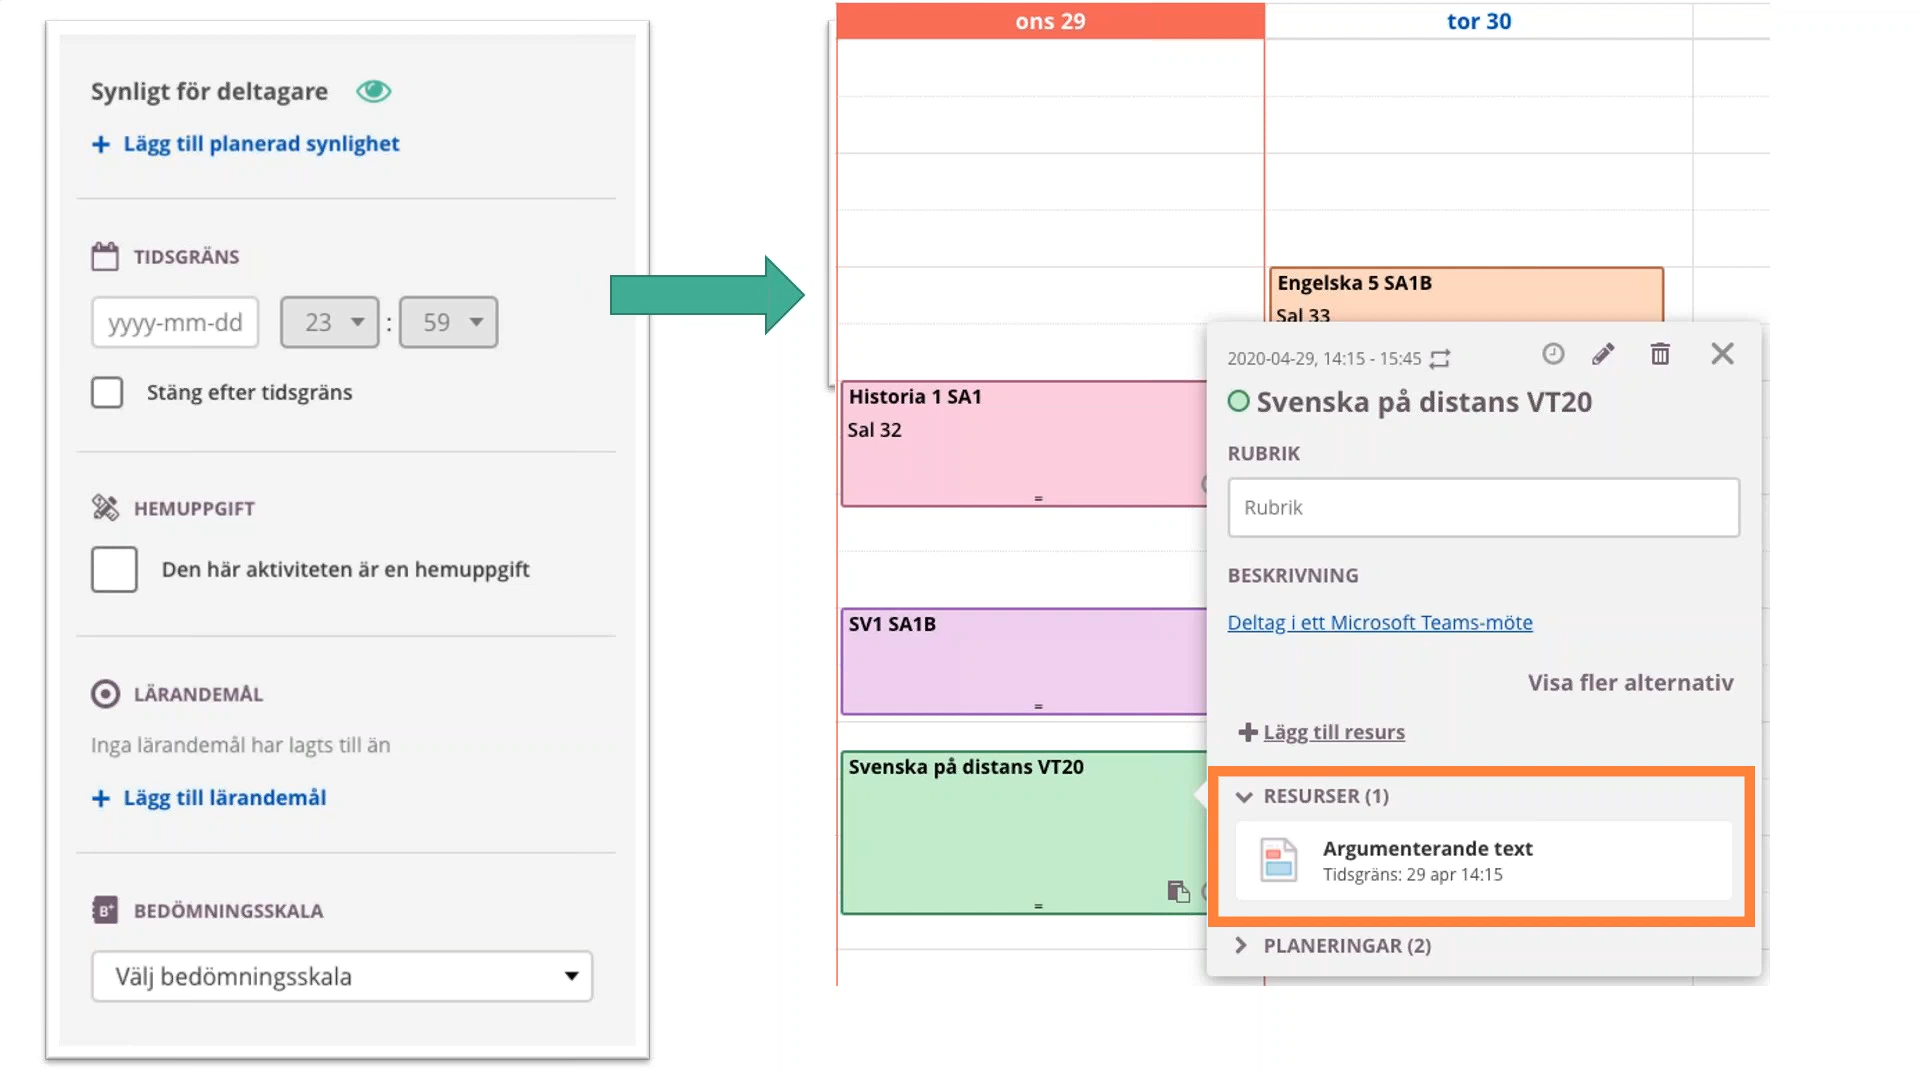 Synligt för deltagare
+ Lägg till planerad synlighet
TIDSGRÄNS
yyyy-mm-dd 23 : 59
Stäng efter tidsgräns
HEMUPPGIFT
Den här aktiviteten är en hemuppgift
LÄRANDEMÅL
Inga lärandemål har lagts till än
+ Lägg till lärandemål
B+ BEDÖMNINGSSKALA
Välj bedömningsskala
ons 29
tor 30
Engelska 5 SA1B
Sal 33
Historia 1 SA1
Sal 32
=
SV1 SA1B
=
Svenska på distans VT20
=
2020-04-29, 14:15 - 15:45
Svenska på distans VT20
RUBRIK
Rubrik
BESKRIVNING
Deltag i ett Microsoft Teams-möte
Visa fler alternativ
+ Lägg till resurs
RESURSER (1)
Argumenterande text
Tidsgräns: 29 apr 14:15
PLANERINGAR (2)